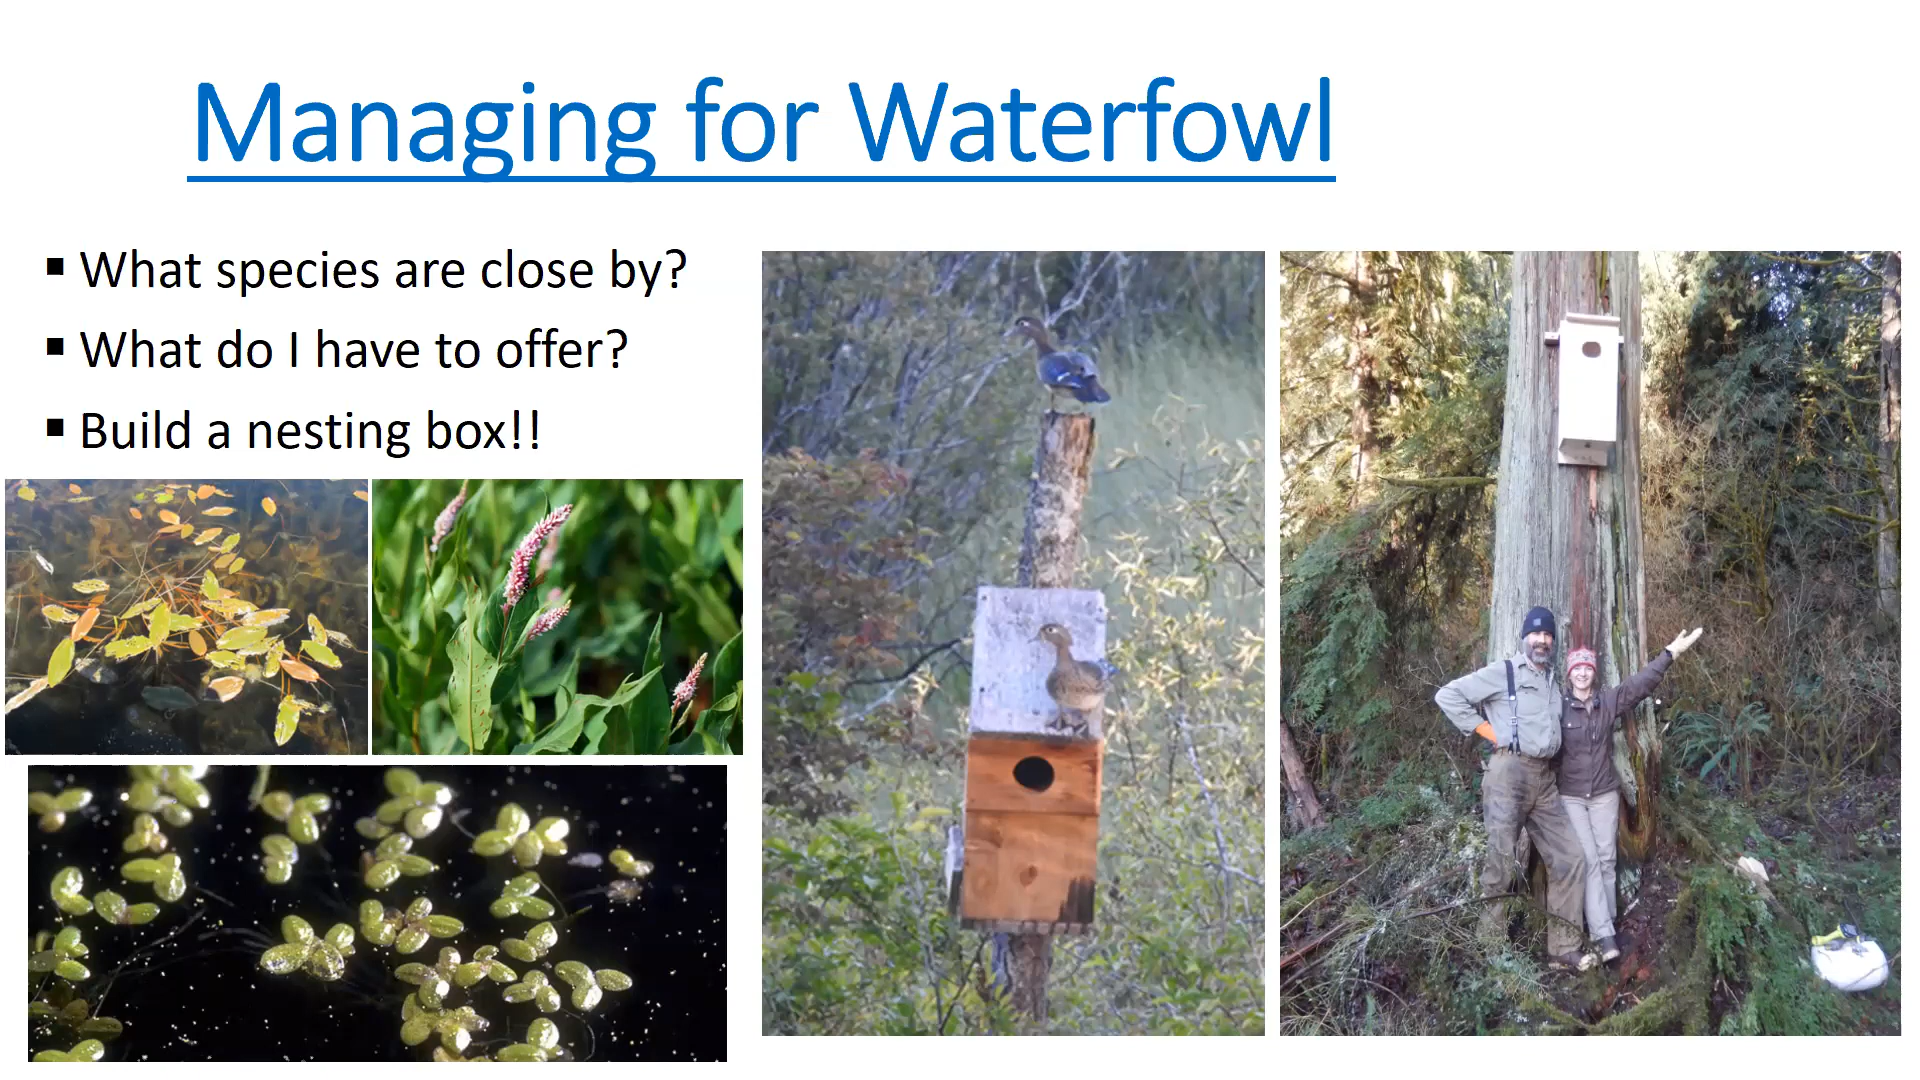 Managing for Waterfowl
▪ What species are close by?
▪ What do I have to offer?
▪ Build a nesting box!!